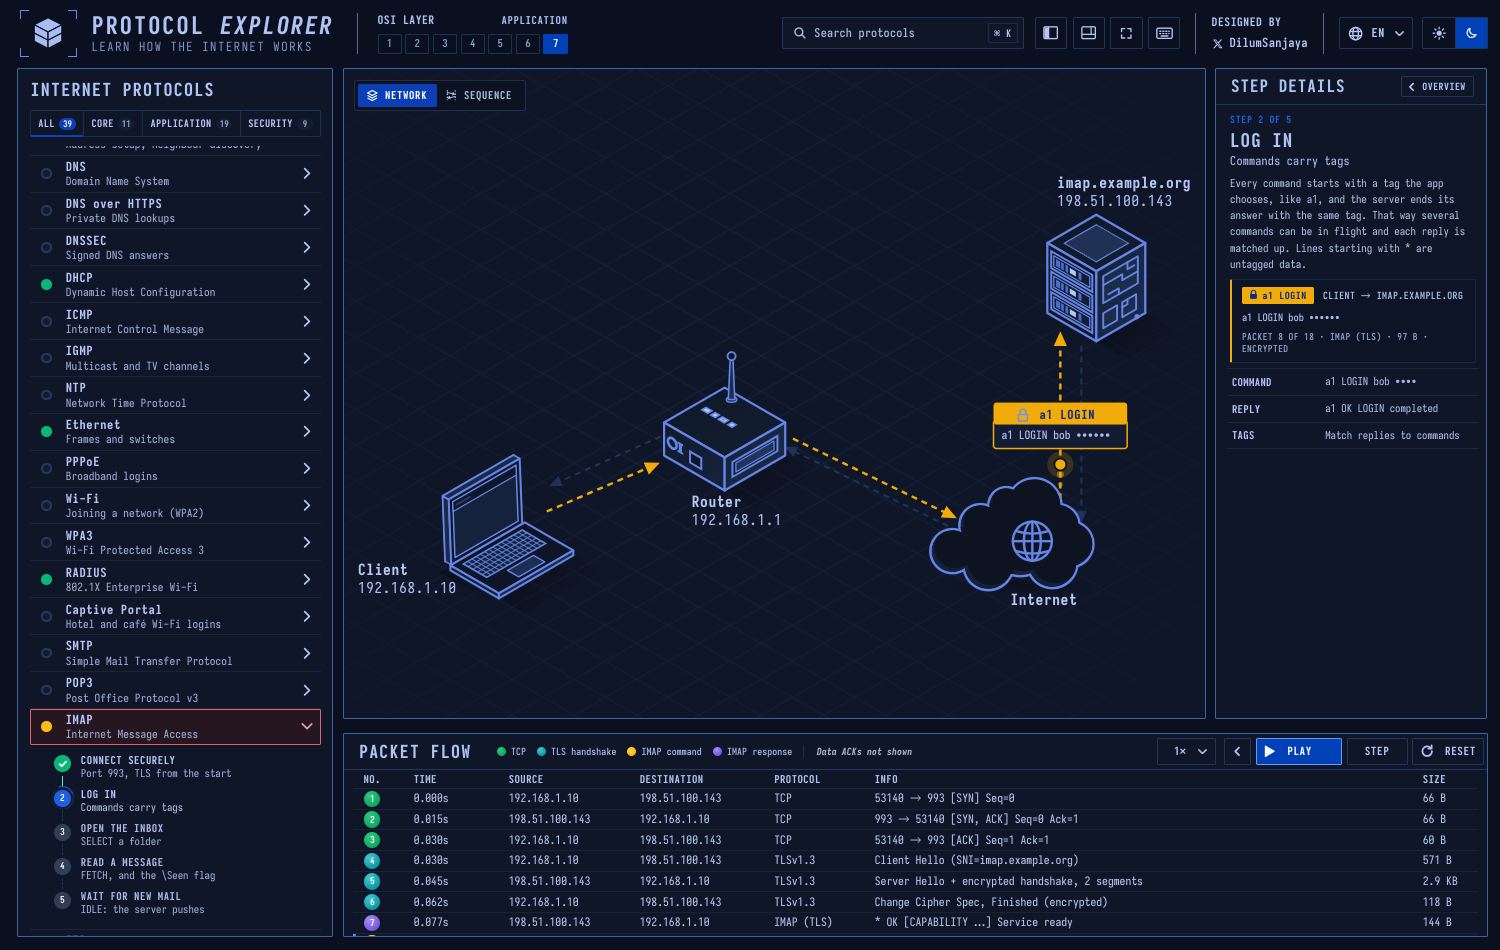 PROTOCOL EXPLORER
LEARN HOW THE INTERNET WORKS
OSI LAYER APPLICATION
1 2 3 4 5 6 7
Search protocols ⌘ K
DESIGNED BY
DilumSanjaya
EN
INTERNET PROTOCOLS
ALL 39 CORE 11 APPLICATION 19 SECURITY 9
Address setup, neighbour discovery
DNS
Domain Name System
DNS over HTTPS
Private DNS lookups
DNSSEC
Signed DNS answers
DHCP
Dynamic Host Configuration
ICMP
Internet Control Message
IGMP
Multicast and TV channels
NTP
Network Time Protocol
Ethernet
Frames and switches
PPPoE
Broadband logins
Wi-Fi
Joining a network (WPA2)
WPA3
Wi-Fi Protected Access 3
RADIUS
802.1X Enterprise Wi-Fi
Captive Portal
Hotel and café Wi-Fi logins
SMTP
Simple Mail Transfer Protocol
POP3
Post Office Protocol v3
IMAP
Internet Message Access
CONNECT SECURELY
Port 993, TLS from the start
2 LOG IN
Commands carry tags
3 OPEN THE INBOX
SELECT a folder
4 READ A MESSAGE
FETCH, and the \Seen flag
5 WAIT FOR NEW MAIL
IDLE: the server pushes
NETWORK SEQUENCE
imap.example.org
198.51.100.143
a1 LOGIN
a1 LOGIN bob ••••••
Router
192.168.1.1
Client
192.168.1.10
Internet
STEP DETAILS OVERVIEW
STEP 2 OF 5
LOG IN
Commands carry tags
Every command starts with a tag the app
chooses, like a1, and the server ends its
answer with the same tag. That way several
commands can be in flight and each reply is
matched up. Lines starting with * are
untagged data.
a1 LOGIN CLIENT → IMAP.EXAMPLE.ORG
a1 LOGIN bob ••••••
PACKET 8 OF 18 · IMAP (TLS) · 97 B ·
ENCRYPTED
COMMAND a1 LOGIN bob ••••
REPLY a1 OK LOGIN completed
TAGS Match replies to commands
PACKET FLOW TCP TLS handshake IMAP command IMAP response Data ACKs not shown 1× PLAY STEP RESET
NO. TIME SOURCE DESTINATION PROTOCOL INFO SIZE
1 0.000s 192.168.1.10 198.51.100.143 TCP 53140 → 993 [SYN] Seq=0 66 B
2 0.015s 198.51.100.143 192.168.1.10 TCP 993 → 53140 [SYN, ACK] Seq=0 Ack=1 66 B
3 0.030s 192.168.1.10 198.51.100.143 TCP 53140 → 993 [ACK] Seq=1 Ack=1 60 B
4 0.030s 192.168.1.10 198.51.100.143 TLSv1.3 Client Hello (SNI=imap.example.org) 571 B
5 0.045s 198.51.100.143 192.168.1.10 TLSv1.3 Server Hello + encrypted handshake, 2 segments 2.9 KB
6 0.062s 192.168.1.10 198.51.100.143 TLSv1.3 Change Cipher Spec, Finished (encrypted) 118 B
7 0.077s 198.51.100.143 192.168.1.10 IMAP (TLS) * OK [CAPABILITY …] Service ready 144 B